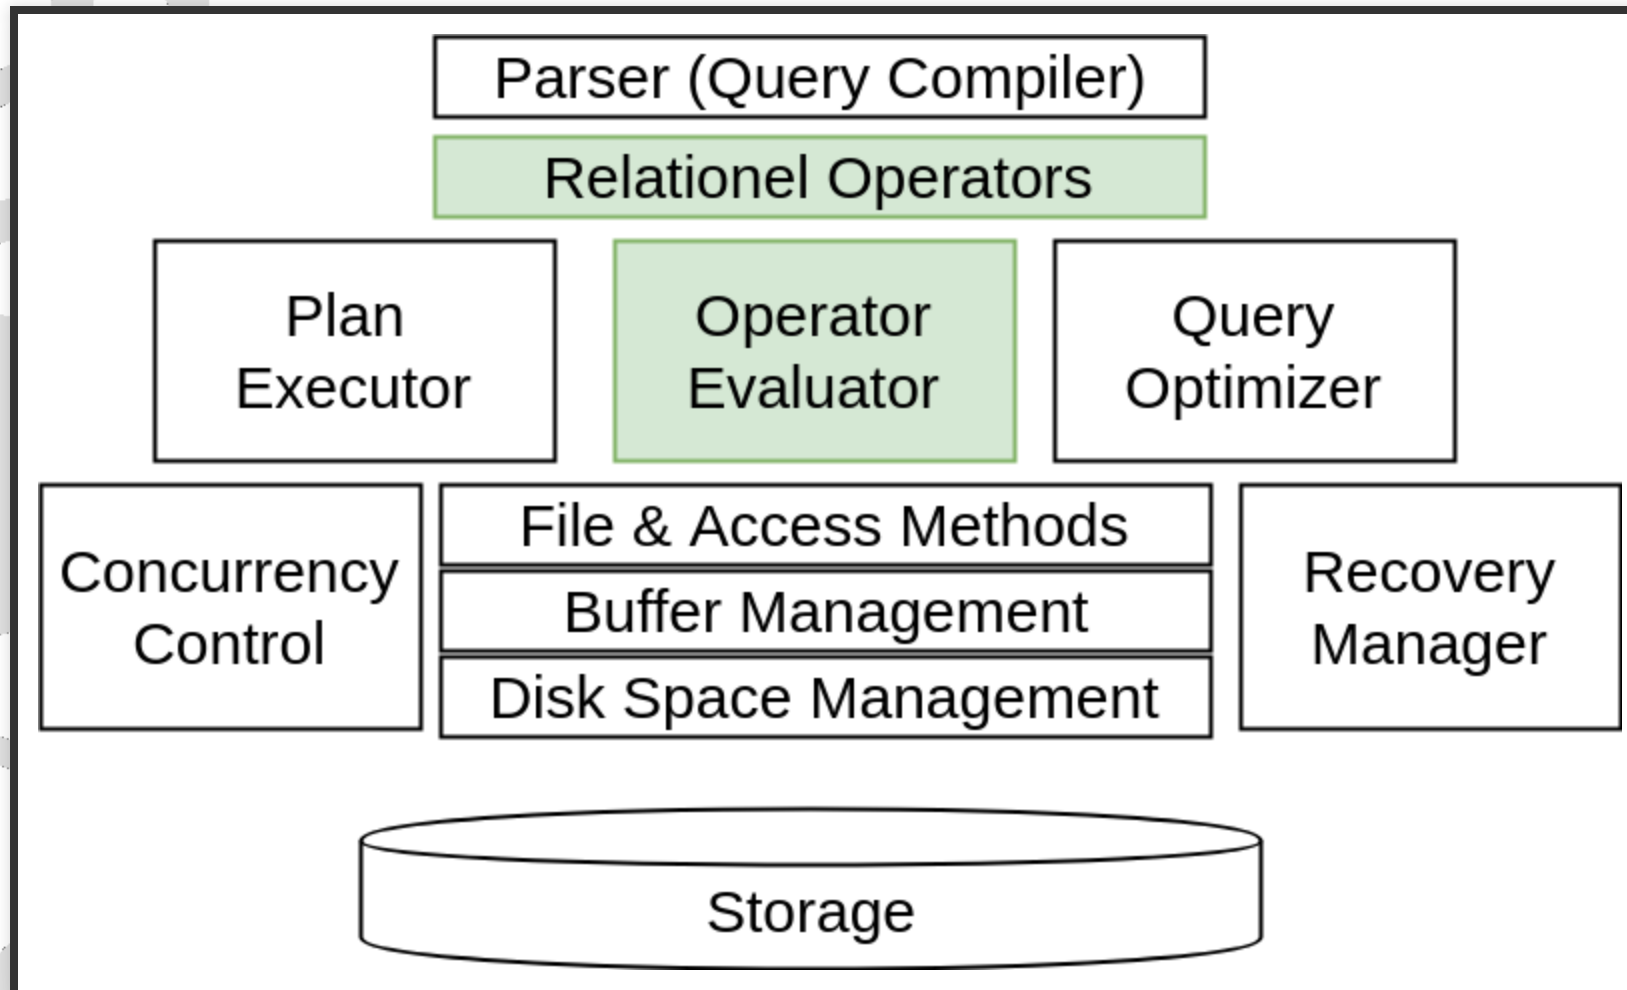 Parser (Query Compiler)
Relationel Operators
Plan
Executor
Operator
Evaluator
Query
Optimizer
Concurrency
Control
File & Access Methods
Buffer Management
Disk Space Management
Recovery
Manager
Storage